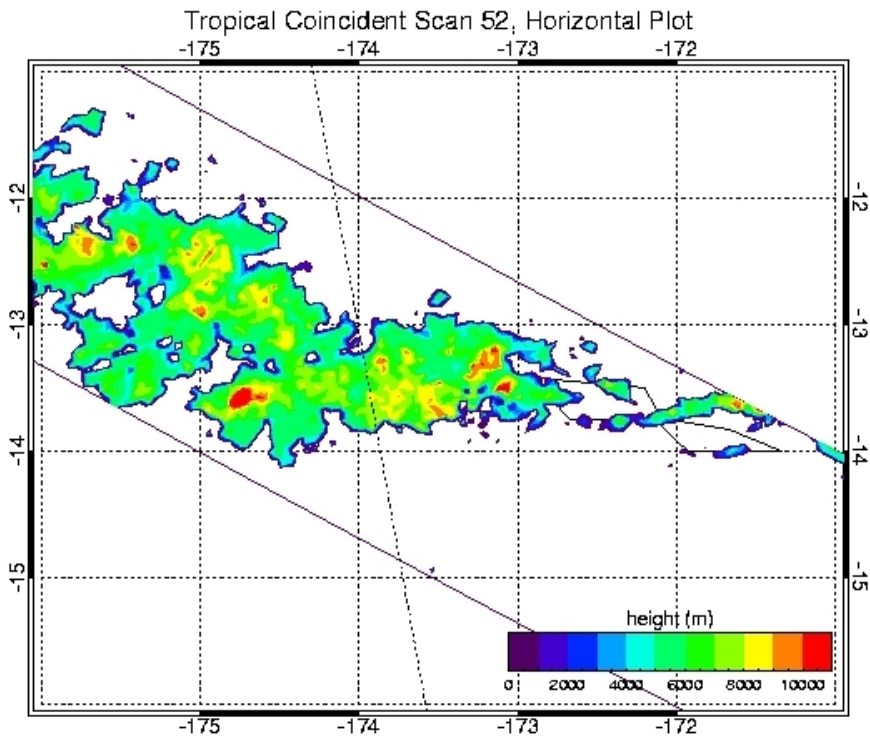 Tropical Coincident Scan 52, Horizontal Plot
-175 -174 -173 -172
-12 -12
-13 -13
-14 -14
-15 -15
height (m)
0 2000 4000 6000 8000 10000
-175 -174 -173 -172